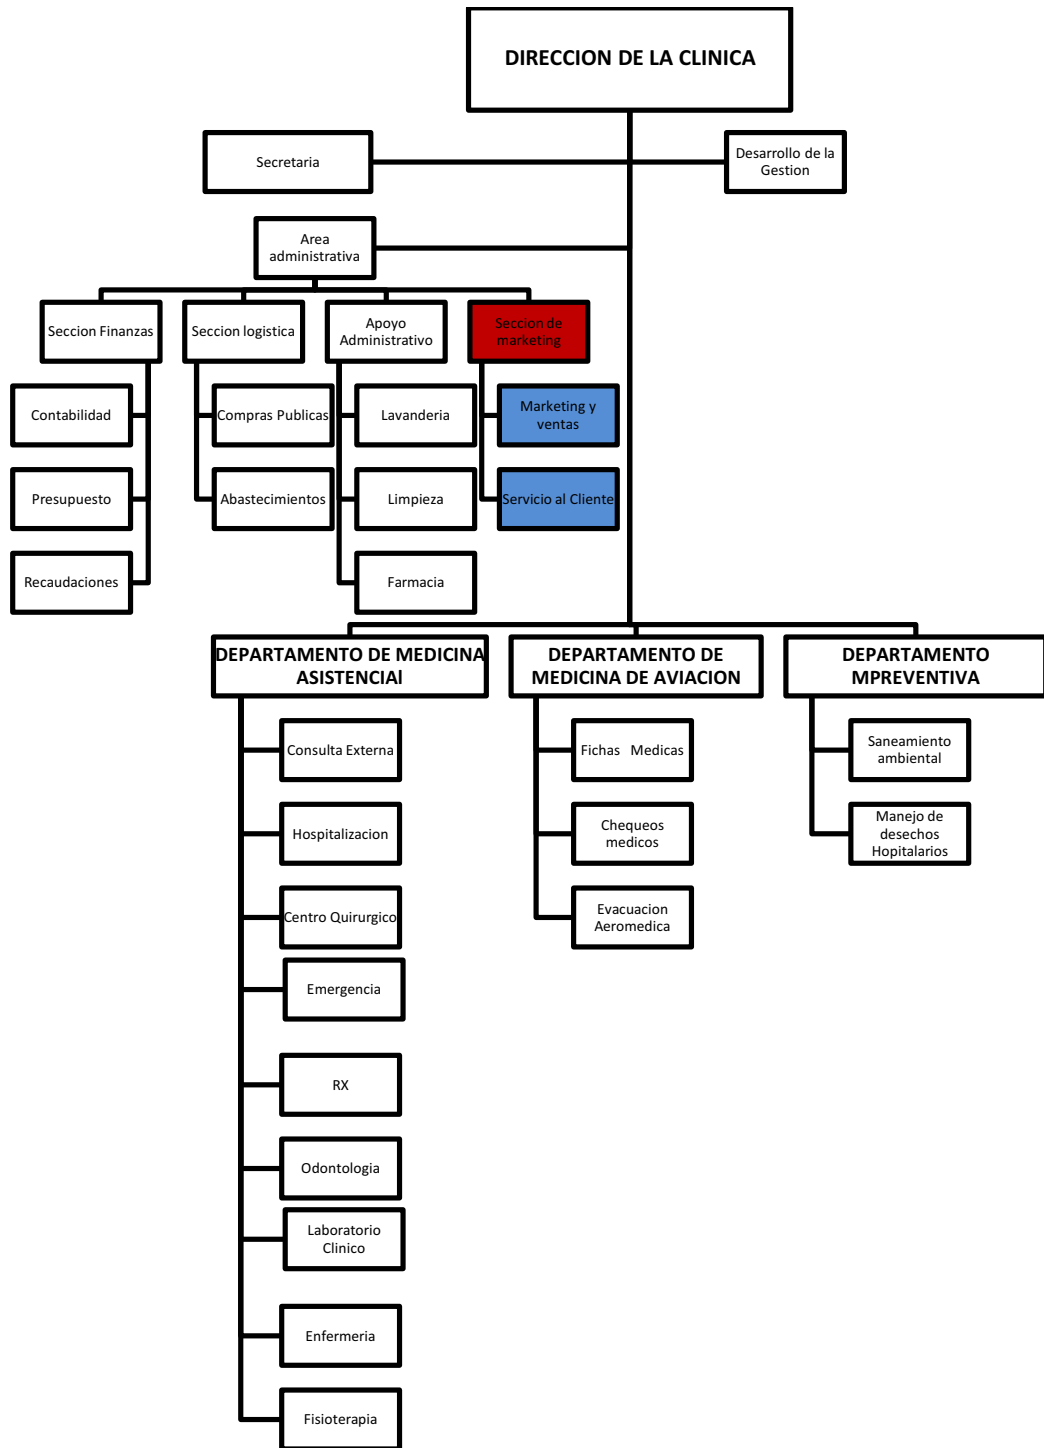 DIRECCION DE LA CLINICA
Secretaria
Desarrollo de la
Gestion
Area
administrativa
Seccion Finanzas
Seccion logistica
Apoyo
Administrativo
Seccion de
marketing
Contabilidad
Compras Publicas
Lavanderia
Marketing y
ventas
Presupuesto
Abastecimientos
Limpieza
Servicio al Cliente
Recaudaciones
Farmacia
DEPARTAMENTO DE MEDICINA
ASISTENCIAl
DEPARTAMENTO DE
MEDICINA DE AVIACION
DEPARTAMENTO
MPREVENTIVA
Consulta Externa
Fichas Medicas
Saneamiento
ambiental
Hospitalizacion
Chequeos
medicos
Manejo de
desechos
Hopitalarios
Centro Quirurgico
Evacuacion
Aeromedica
Emergencia
RX
Odontologia
Laboratorio
Clinico
Enfermeria
Fisioterapia